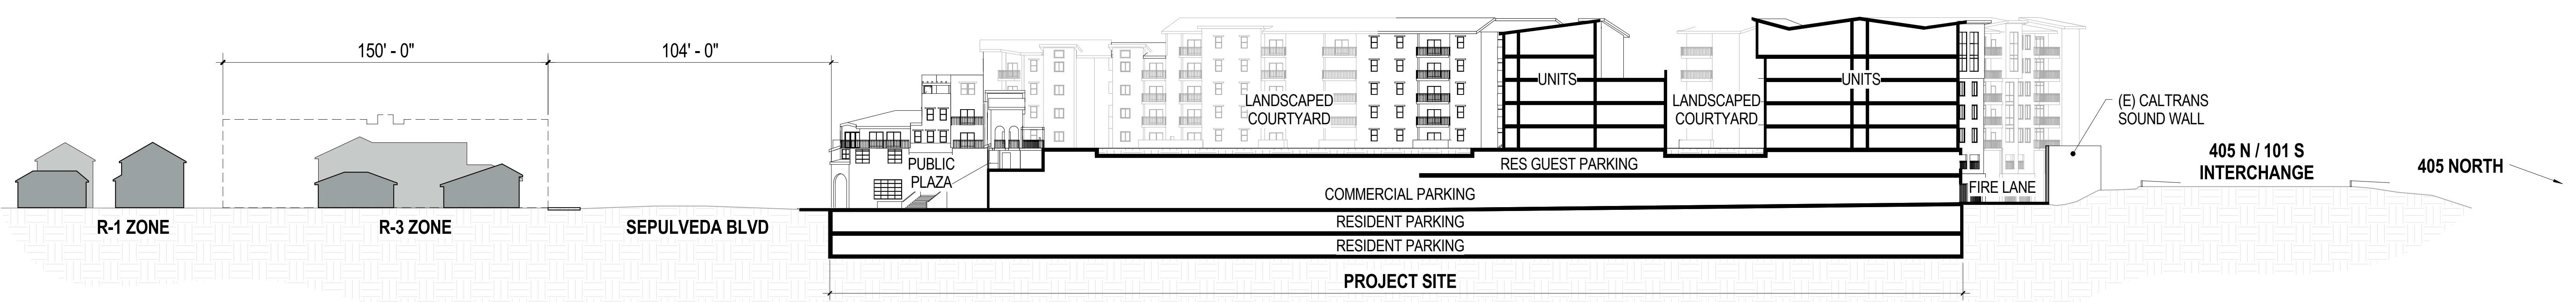 150' - 0"
104' - 0"
UNITS
UNITS
LANDSCAPED
COURTYARD
LANDSCAPED
COURTYARD
(E) CALTRANS
SOUND WALL
PUBLIC
PLAZA
RES GUEST PARKING
405 N / 101 S
INTERCHANGE
405 NORTH
COMMERCIAL PARKING
FIRE LANE
R-1 ZONE
R-3 ZONE
SEPULVEDA BLVD
RESIDENT PARKING
RESIDENT PARKING
PROJECT SITE